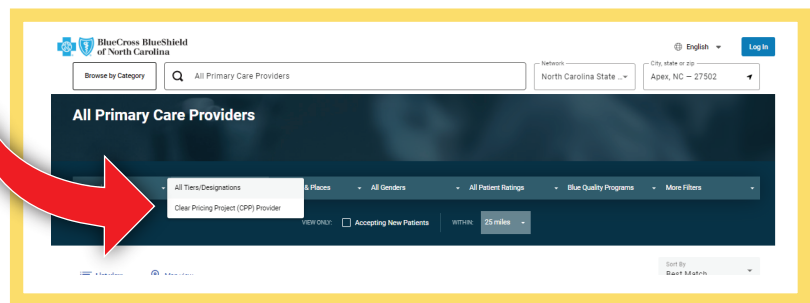 BlueCross BlueShield
of North Carolina
English
Log In
Browse by Category
All Primary Care Providers
Network
North Carolina State ..
City, state or zip
Apex, NC – 27502
All Primary Care Providers
All Tiers/Designations
& Places
All Genders
All Patient Ratings
Blue Quality Programs
More Filters
Clear Pricing Project (CPP) Provider
VIEW ONLY:
Accepting New Patients
WITHIN:
25 miles
Sort By
Best Match